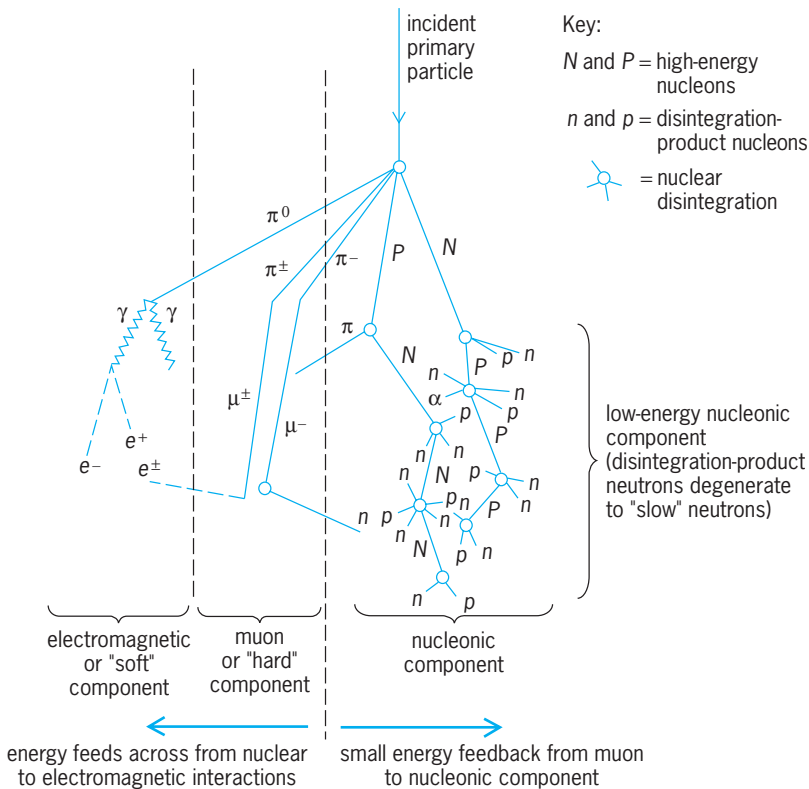 incident
primary
particle
Key:
N and P = high-energy
nucleons
n and p = disintegration-
product nucleons
= nuclear
disintegration
π⁰
π±
π−
P
N
γ
γ
π
N
p
n
P
n
n
α
p
p
P
μ±
μ−
n
n
e+
e−
e±
n
N
p
n
n
p
n
p
n
P
n
n
N
p
n
n
p
low-energy nucleonic
component
(disintegration-product
neutrons degenerate
to "slow" neutrons)
electromagnetic
or "soft"
component
muon
or "hard"
component
nucleonic
component
energy feeds across from nuclear
to electromagnetic interactions
small energy feedback from muon
to nucleonic component